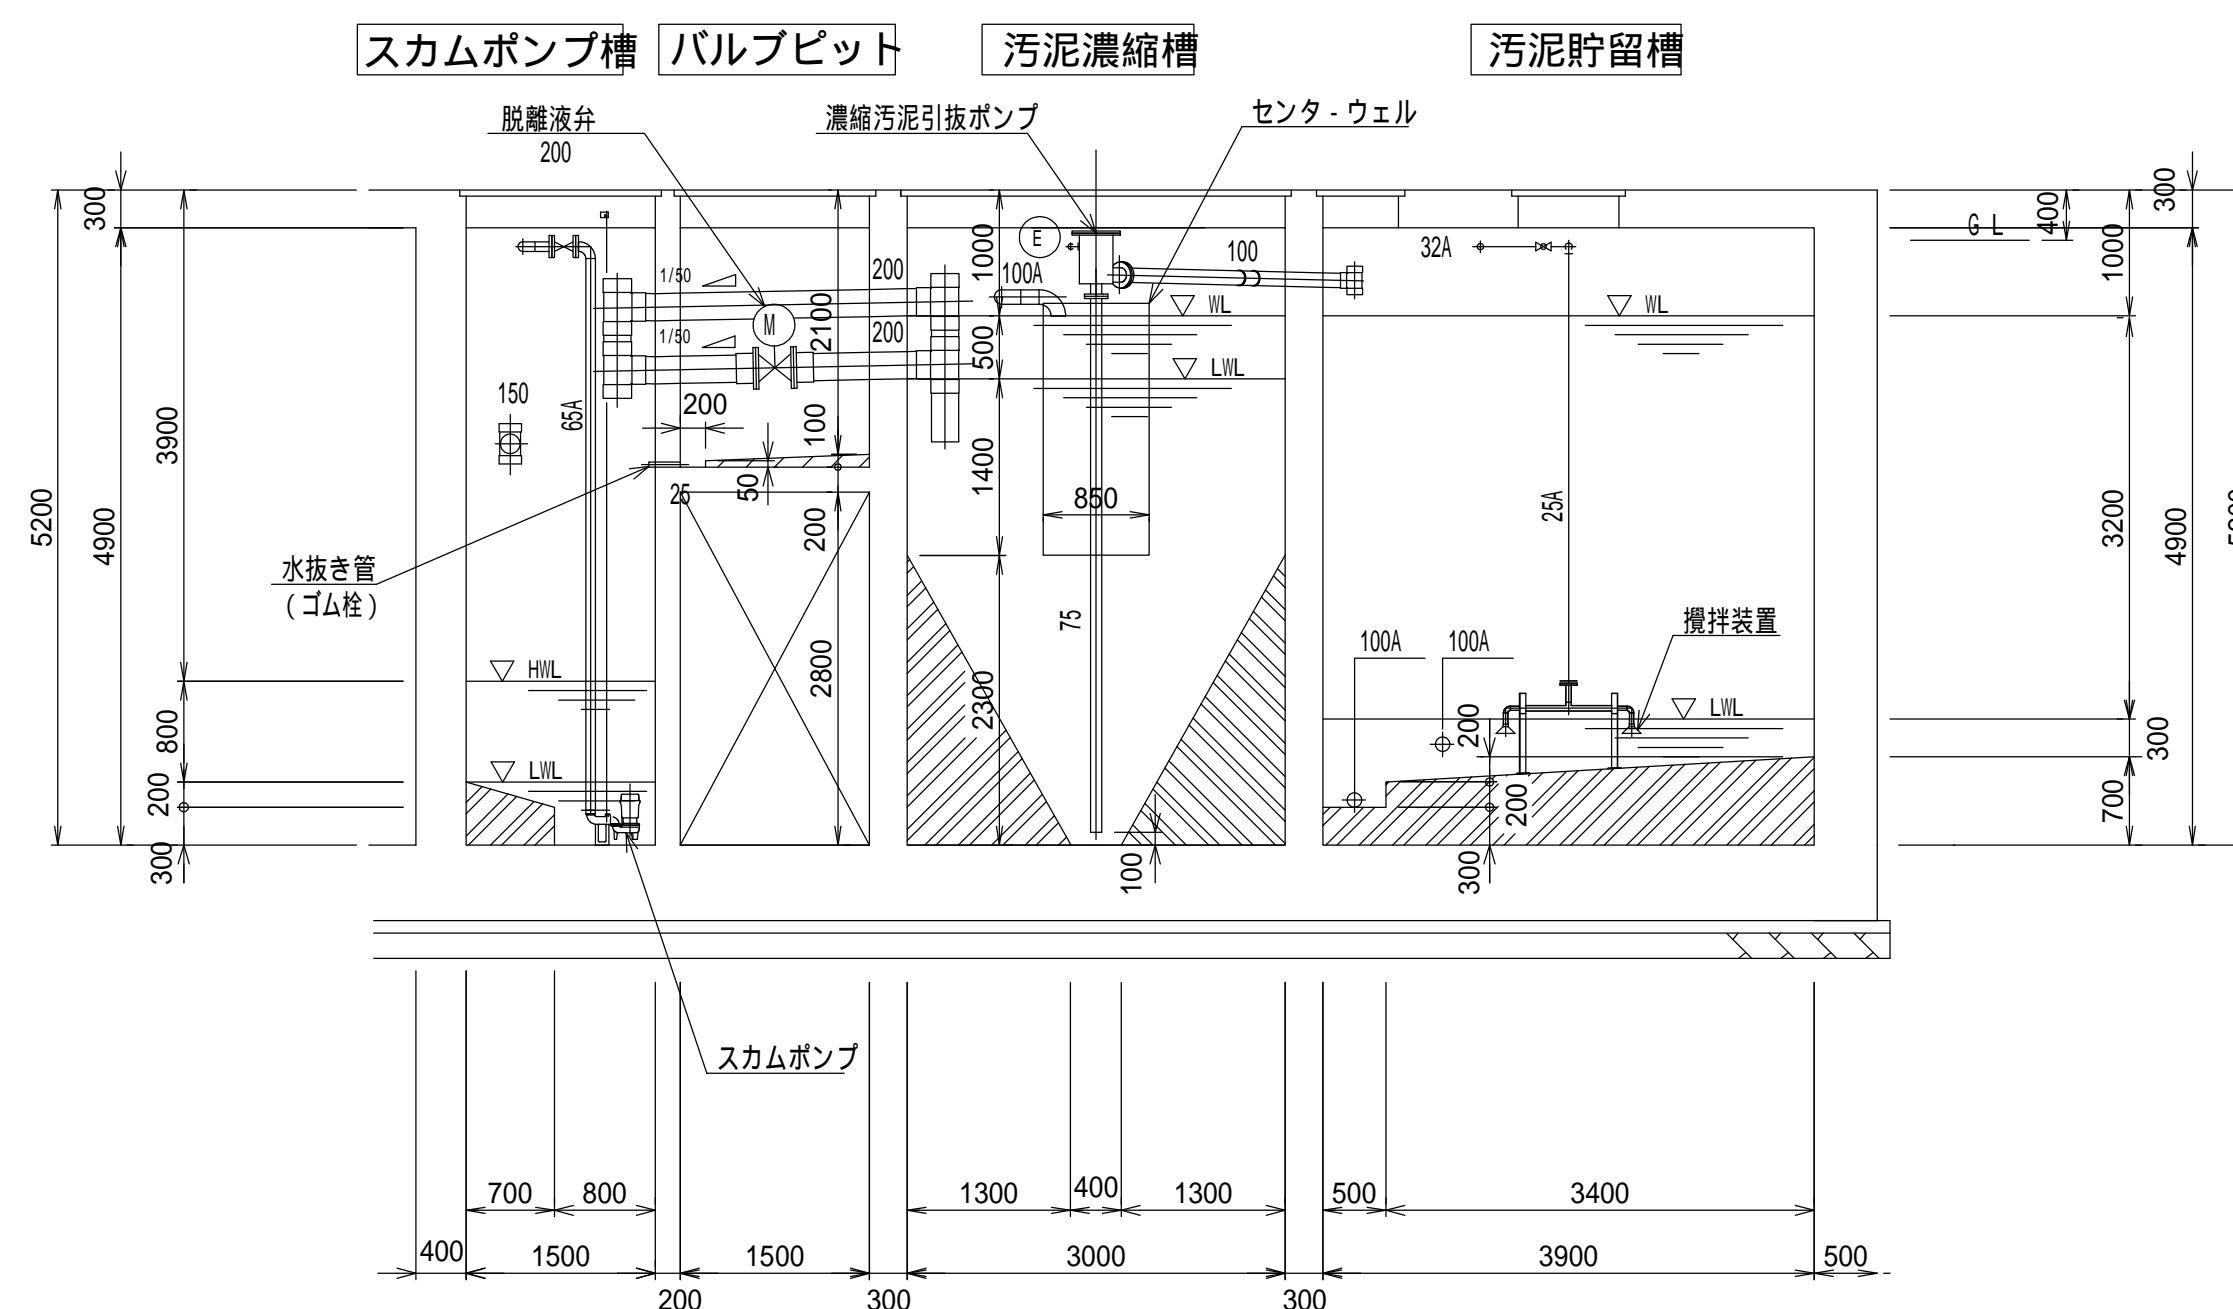 スカムポンプ槽 バルブピット 汚泥濃縮槽 汚泥貯留槽
脱離液弁 濃縮汚泥引抜ポンプ センタ-ウェル
200
300 300
400
G L
1000 1000
E
100A
100
32A
1/50 200
2100
M
WL WL
1/50 200
500
LWL
150
65A
200
100
3900
1400
50
25
850
25A
200
5200
4900
3200
4900
水抜き管
(ゴム栓)
75
攪拌装置
100A 100A
HWL
2800
2300
800
LWL
200
300
LWL
200
200
700
300
100
300
スカムポンプ
700 800 1300 400 1300 500 3400
400 1500 1500 3000 3900 500
200 300 300